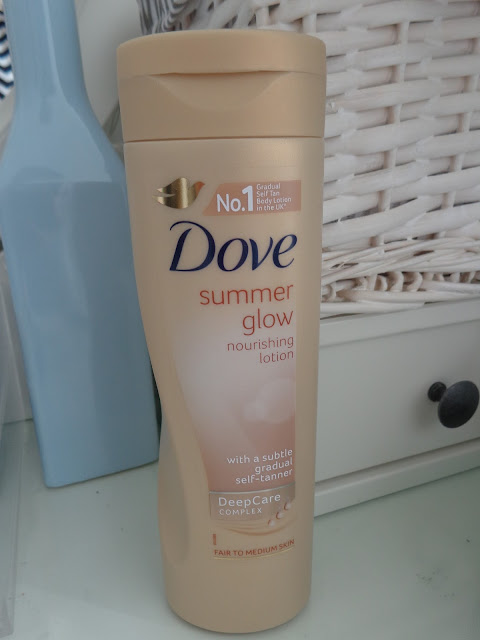 No.1
Gradual
Self Tan
Body Lotion
in the UK*
Dove
summer
glow
nourishing
lotion
with a subtle
gradual
self-tanner
DeepCare
COMPLEX
FAIR TO MEDIUM SKIN